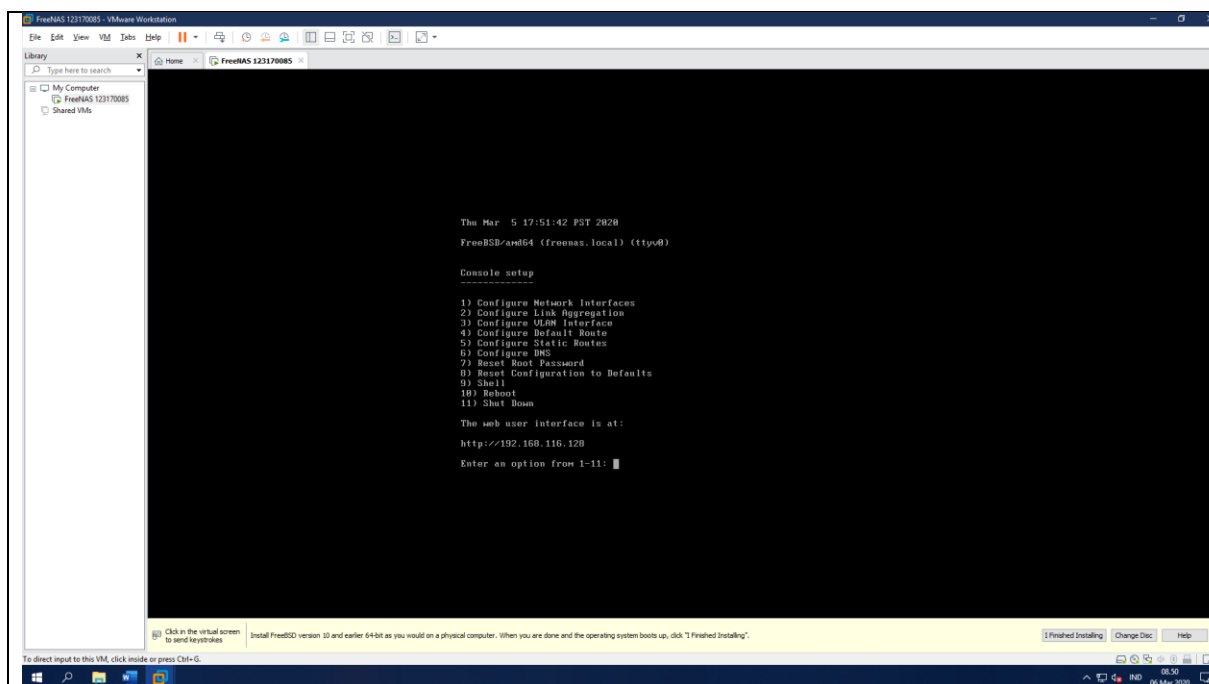 FreeNAS 123170085 - VMware Workstation
File Edit View VM Tabs Help
Library
Type here to search
My Computer
FreeNAS 123170085
Shared VMs
Home
FreeNAS 123170085
Thu Mar 5 17:51:42 PST 2020
FreeBSD/amd64 (freenas.local) (ttyv0)
Console setup
-------------
1) Configure Network Interfaces
2) Configure Link Aggregation
3) Configure VLAN Interface
4) Configure Default Route
5) Configure Static Routes
6) Configure DNS
7) Reset Root Password
8) Reset Configuration to Defaults
9) Shell
10) Reboot
11) Shut Down
The web user interface is at:
http://192.168.116.128
Enter an option from 1-11:
Click in the virtual screen
to send keystrokes
Install FreeBSD version 10 and earlier 64-bit as you would on a physical computer. When you are done and the operating system boots up, click "I Finished Installing".
I Finished Installing
Change Disc
Help
To direct input to this VM, click inside or press Ctrl+G.
IND
08.50
06 Mar 2020